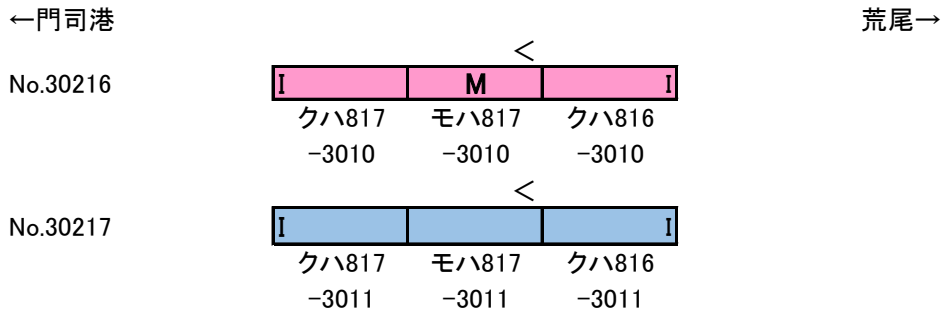 ←門司港 荒尾→
<
No.30216 I M I
クハ817 モハ817 クハ816
-3010 -3010 -3010
<
No.30217 I I
クハ817 モハ817 クハ816
-3011 -3011 -3011